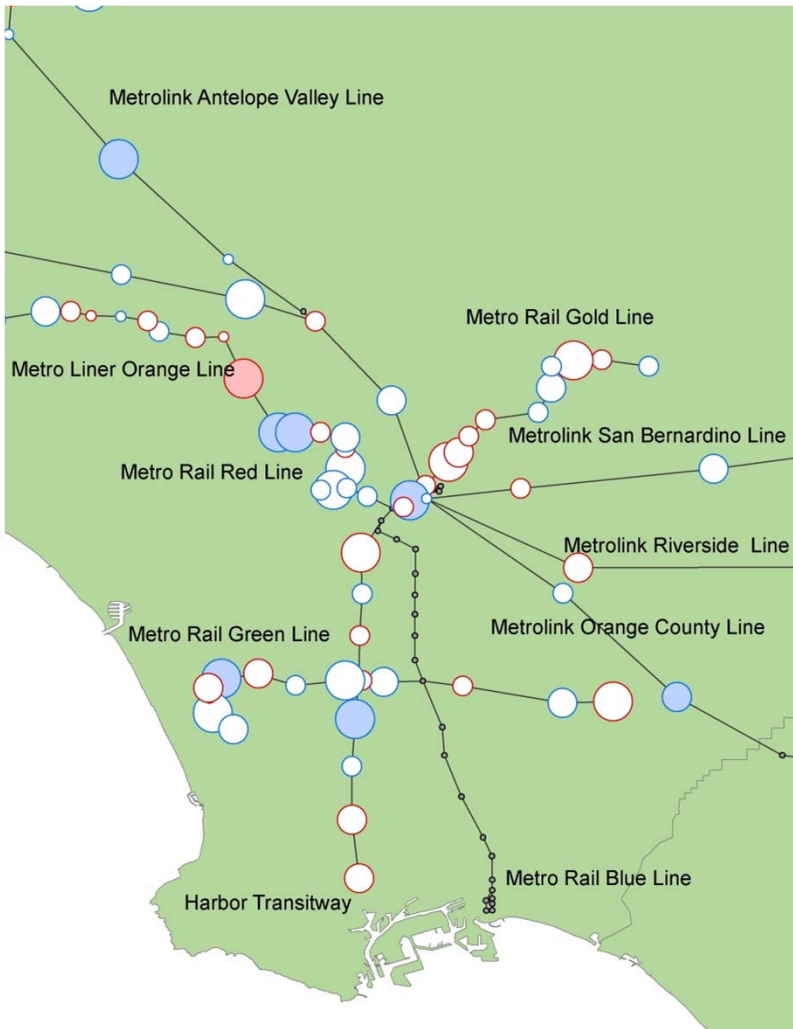 Metrolink Antelope Valley Line
Metro Rail Gold Line
Metro Liner Orange Line
Metrolink San Bernardino Line
Metro Rail Red Line
Metrolink Riverside  Line
Metrolink Orange County Line
Metro Rail Green Line
Metro Rail Blue Line
Harbor Transitway